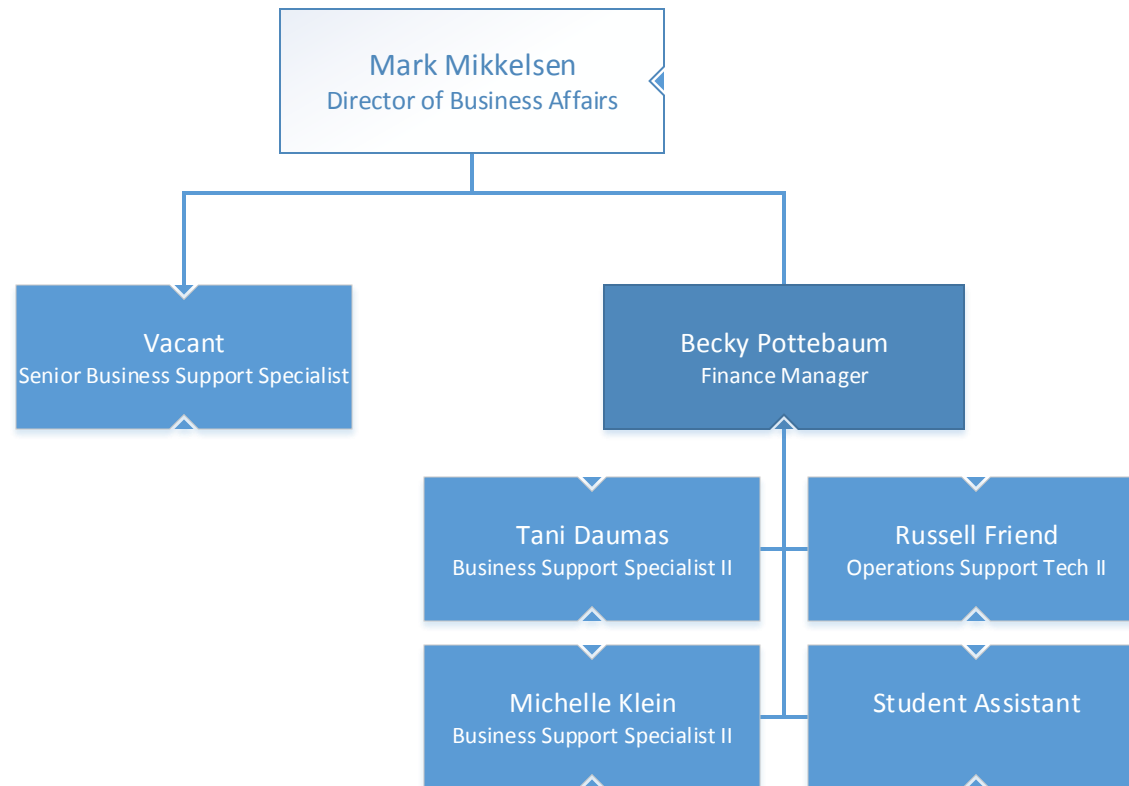 Mark Mikkelsen
Director of Business Affairs
Vacant
Senior Business Support Specialist
Becky Pottebaum
Finance Manager
Tani Daumas
Business Support Specialist II
Russell Friend
Operations Support Tech II
Michelle Klein
Business Support Specialist II
Student Assistant